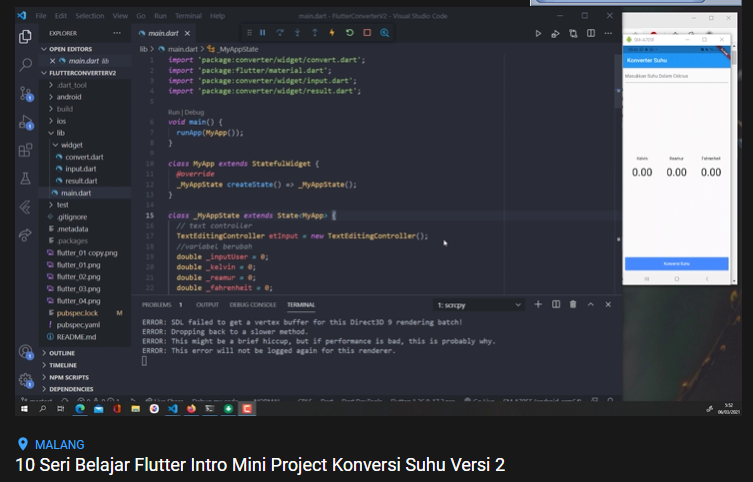 File Edit Selection View Go Run Terminal Help
main.dart - FlutterConverterV2 - Visual Studio Code
EXPLORER
OPEN EDITORS
main.dart lib
FLUTTERCONVERTERV2
.dart_tool
android
build
ios
lib
widget
convert.dart
input.dart
result.dart
main.dart
test
.gitignore
.metadata
.packages
flutter_01 copy.png
flutter_01.png
flutter_02.png
flutter_03.png
flutter_04.png
pubspec.lock M
pubspec.yaml
README.md
OUTLINE
TIMELINE
NPM SCRIPTS
DEPENDENCIES
main.dart
lib > main.dart > _MyAppState
1 import 'package:converter/widget/convert.dart';
2 import 'package:flutter/material.dart';
3 import 'package:converter/widget/input.dart';
4 import 'package:converter/widget/result.dart';
5
Run | Debug
6 void main() {
7 runApp(MyApp());
8 }
9
10 class MyApp extends StatefulWidget {
11 @override
12 _MyAppState createState() => _MyAppState();
13 }
14
15 class _MyAppState extends State<MyApp> {
16 // text controller
17 TextEditingController etInput = new TextEditingController();
18 //variabel berubah
19 double _inputUser = 0;
20 double _kelvin = 0;
21 double _reamur = 0;
22 double _fahrenheit = 0;
PROBLEMS 1 OUTPUT DEBUG CONSOLE TERMINAL 1: scrcpy
ERROR: SDL failed to get a vertex buffer for this Direct3D 9 rendering batch!
ERROR: Dropping back to a slower method.
ERROR: This might be a brief hiccup, but if performance is bad, this is probably why.
ERROR: This error will not be logged again for this renderer.
Konverter Suhu
Masukkan Suhu Dalam Celcius
Kelvin Reamur Fahrenheit
0.00 0.00 0.00
Konversi Suhu
5:52
06/03/2021
MALANG
10 Seri Belajar Flutter Intro Mini Project Konversi Suhu Versi 2